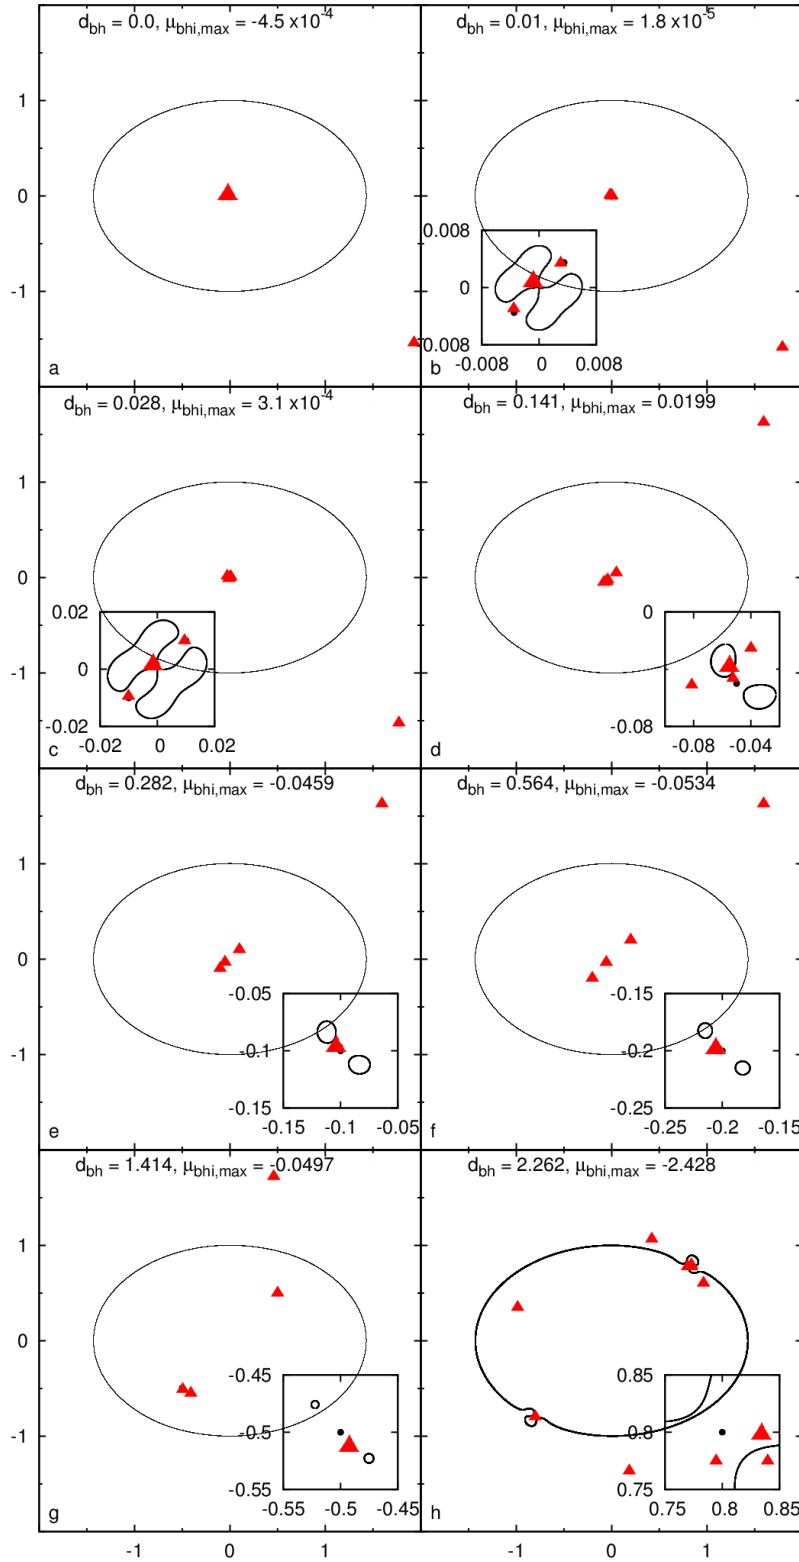 d_bh = 0.0, μ_bhi,max = -4.5 x10^-4
1
0
-1
a
d_bh = 0.01, μ_bhi,max = 1.8 x10^-5
0.008
0
-0.008
-0.008 0 0.008
b
d_bh = 0.028, μ_bhi,max = 3.1 x10^-4
1
0
-1
0.02
0
-0.02
-0.02 0 0.02
c
d_bh = 0.141, μ_bhi,max = 0.0199
0
-0.08
-0.08 -0.04
d
d_bh = 0.282, μ_bhi,max = -0.0459
1
0
-1
-0.05
-0.1
-0.15
-0.15 -0.1 -0.05
e
d_bh = 0.564, μ_bhi,max = -0.0534
-0.15
-0.2
-0.25
-0.25 -0.2 -0.15
f
d_bh = 1.414, μ_bhi,max = -0.0497
1
0
-1
-0.45
-0.5
-0.55
-0.55 -0.5 -0.45
g
-1 0 1
d_bh = 2.262, μ_bhi,max = -2.428
0.85
0.8
0.75
0.75 0.8 0.85
h
-1 0 1